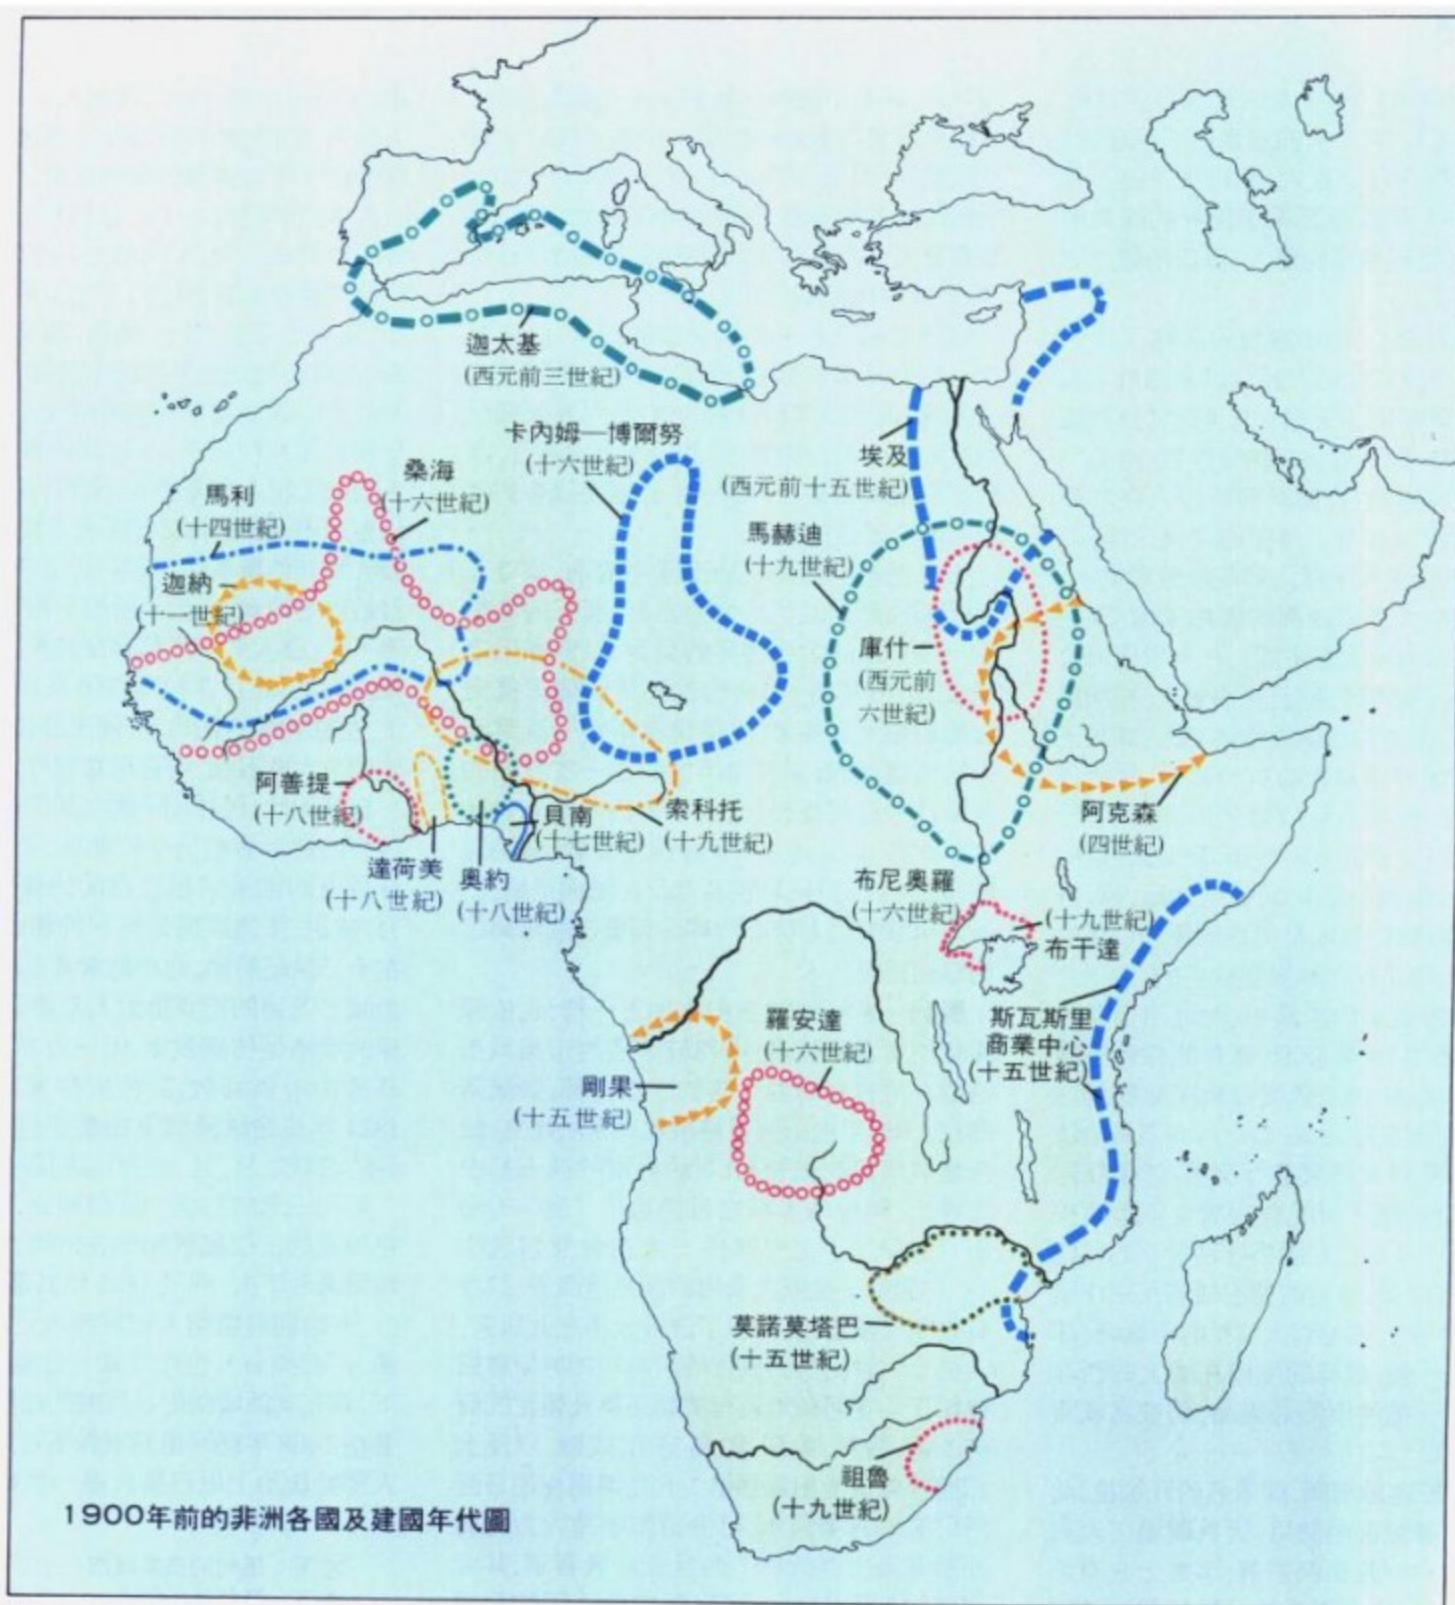 迦太基
(西元前三世紀)
卡內姆一博爾努
(十六世紀)
埃及
(西元前十五世紀)
桑海
(十六世紀)
馬利
(十四世紀)
馬赫迪
(十九世紀)
迦納
(十一世紀)
庫什
(西元前
六世紀)
阿善提
(十八世紀)
貝南
(十七世紀)
索科托
(十九世紀)
阿克森
(四世紀)
達荷美
(十八世紀)
奧約
(十八世紀)
布尼奧羅
(十六世紀)
(十九世紀)
布干達
羅安達
(十六世紀)
斯瓦斯里
商業中心
(十五世紀)
剛果
(十五世紀)
莫諾莫塔巴
(十五世紀)
祖魯
(十九世紀)
1900年前的非洲各國及建國年代圖